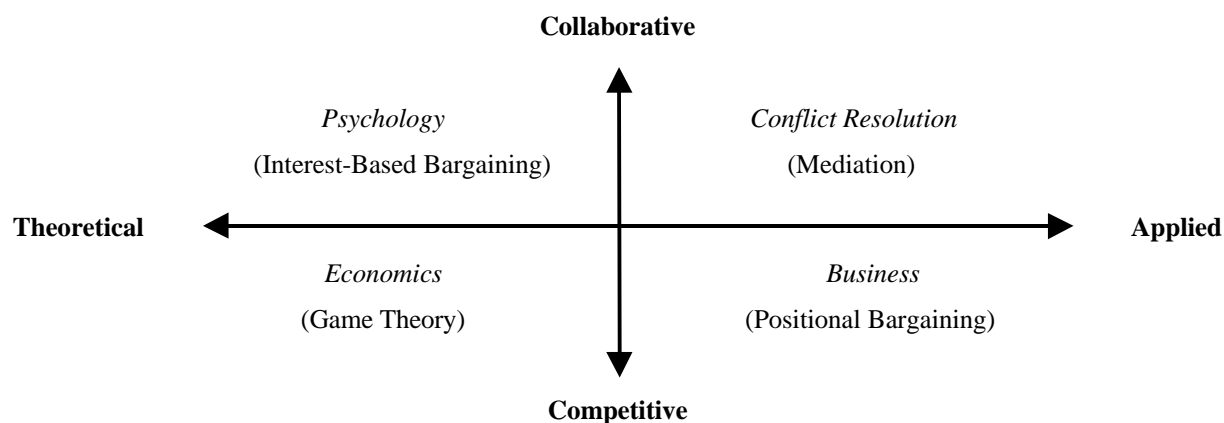 Collaborative
Psychology
(Interest-Based Bargaining)
Conflict Resolution
(Mediation)
Theoretical
Applied
Economics
(Game Theory)
Business
(Positional Bargaining)
Competitive